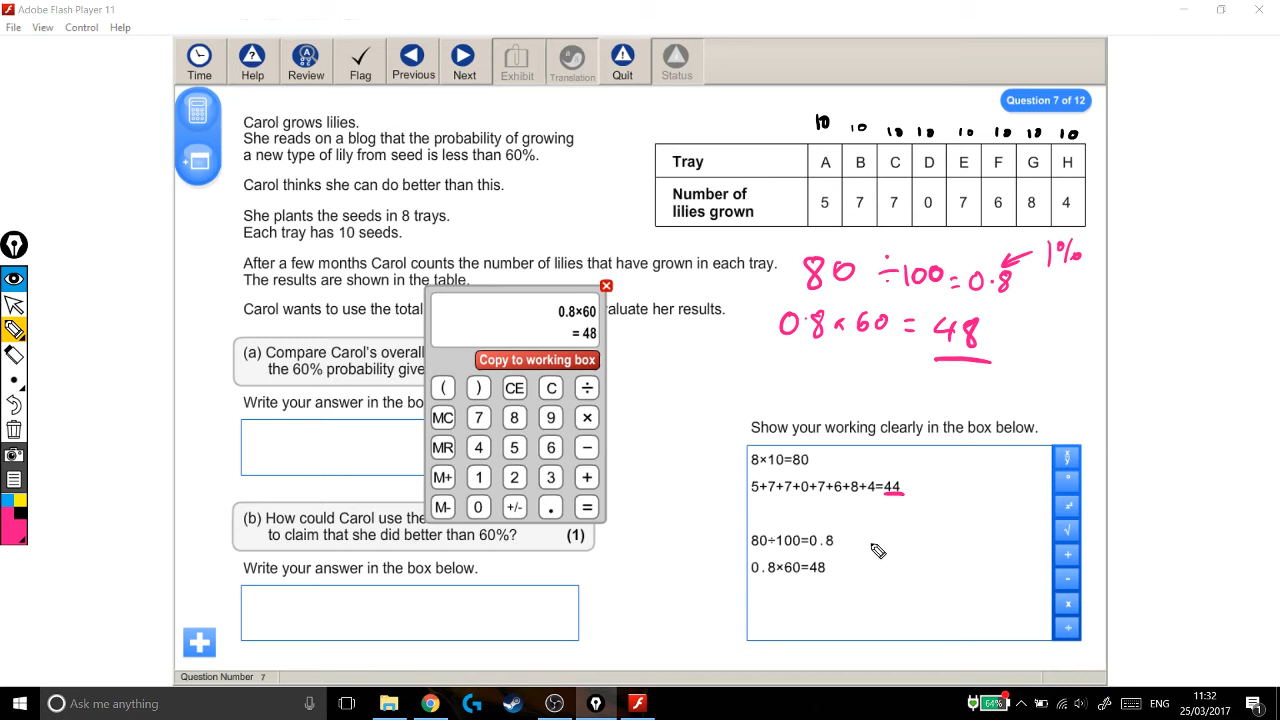 Adobe Flash Player 11
File View Control Help
Time Help Review Flag Previous Next Exhibit Translation Quit Status
Question 7 of 12
Carol grows lilies.
She reads on a blog that the probability of growing
a new type of lily from seed is less than 60%.
Carol thinks she can do better than this.
She plants the seeds in 8 trays.
Each tray has 10 seeds.
After a few months Carol counts the number of lilies that have grown in each tray.
The results are shown in the table.
Carol wants to use the total
evaluate her results.
(a) Compare Carol's overall
the 60% probability give
Write your answer in the bo
(b) How could Carol use the
to claim that she did better than 60%? (1)
Write your answer in the box below.
10 10 10 10 10 10 10 10
Tray A B C D E F G H
Number of
lilies grown 5 7 7 0 7 6 8 4
80 ÷100=0.8 1%
0.8×60 = 48
0.8×60
= 48
Copy to working box
( ) CE C ÷
MC 7 8 9 ×
MR 4 5 6 −
M+ 1 2 3 +
M- 0 +/- . =
Show your working clearly in the box below.
8×10=80
5+7+7+0+7+6+8+4=44
80÷100=0.8
0.8×60=48
x
y
°
x²
√
+
-
x
÷
Question Number 7
Ask me anything
64%
11:32
25/03/2017